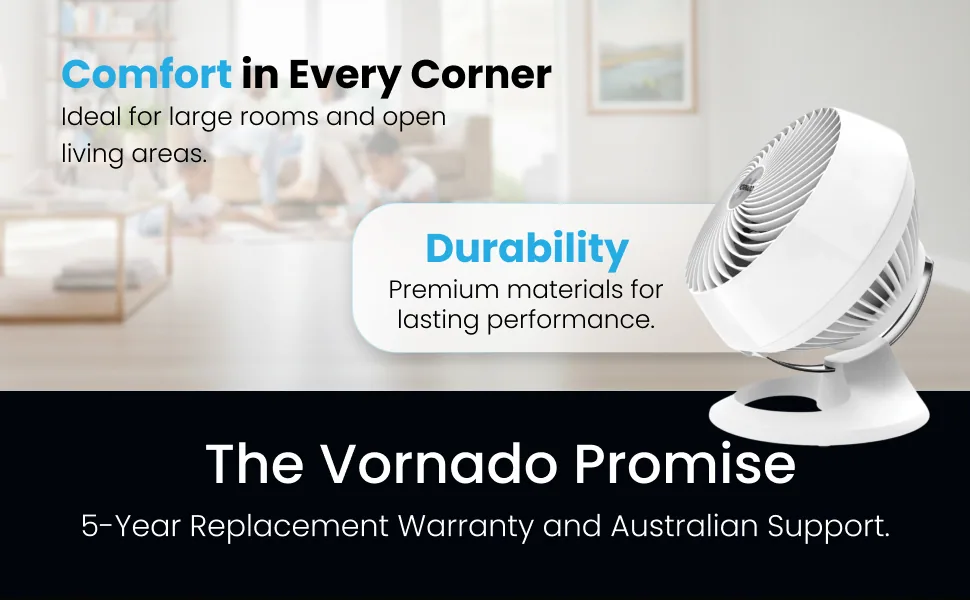 Comfort in Every Corner
Ideal for large rooms and open
living areas.
Durability
Premium materials for
lasting performance.
The Vornado Promise
5-Year Replacement Warranty and Australian Support.